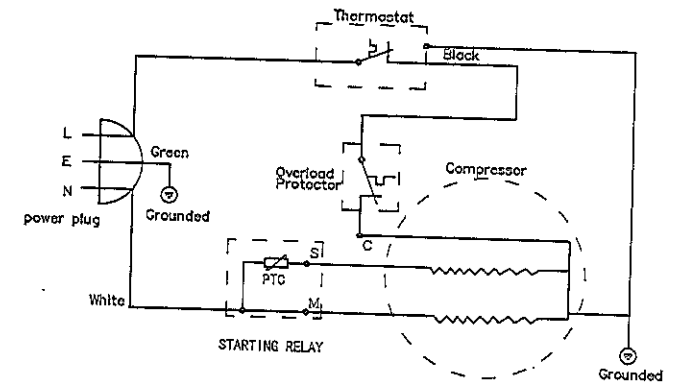 Thermostat
Black
L
E
N
Green
Grounded
power plug
Overload
Protector
Compressor
C
S
PTC
M
White
STARTING RELAY
Grounded